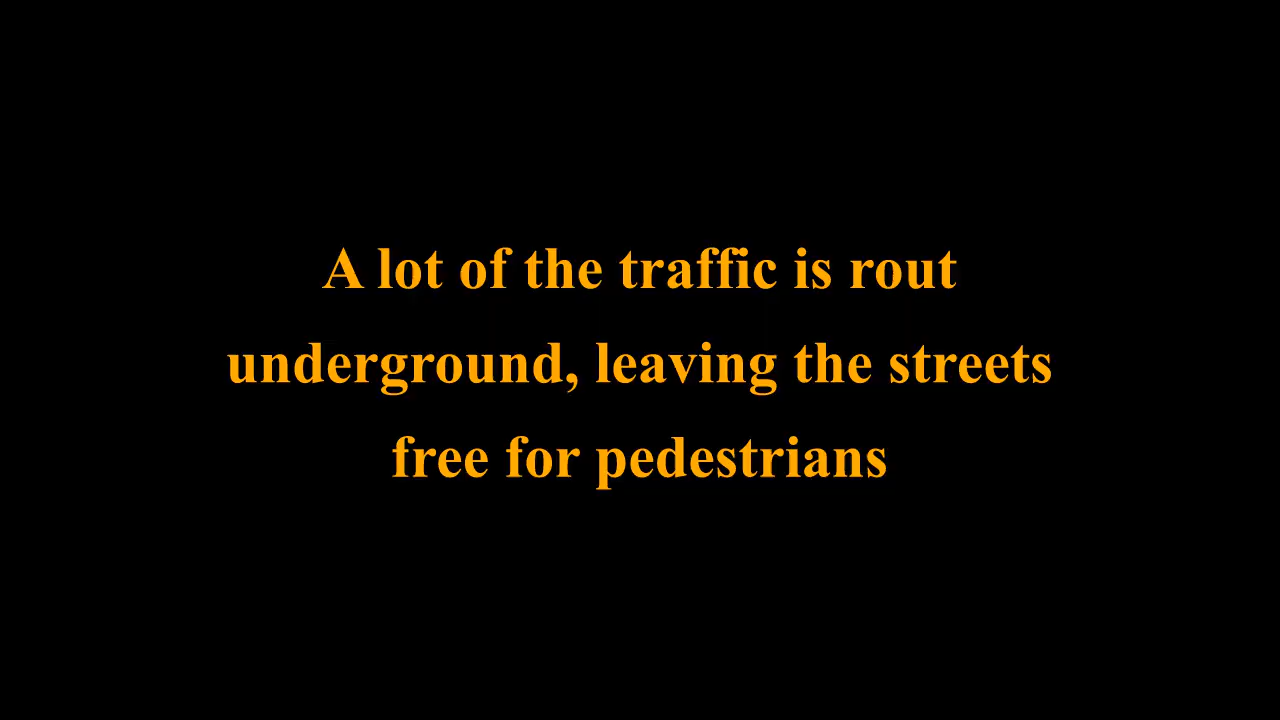 A lot of the traffic is rout
underground, leaving the streets
free for pedestrians